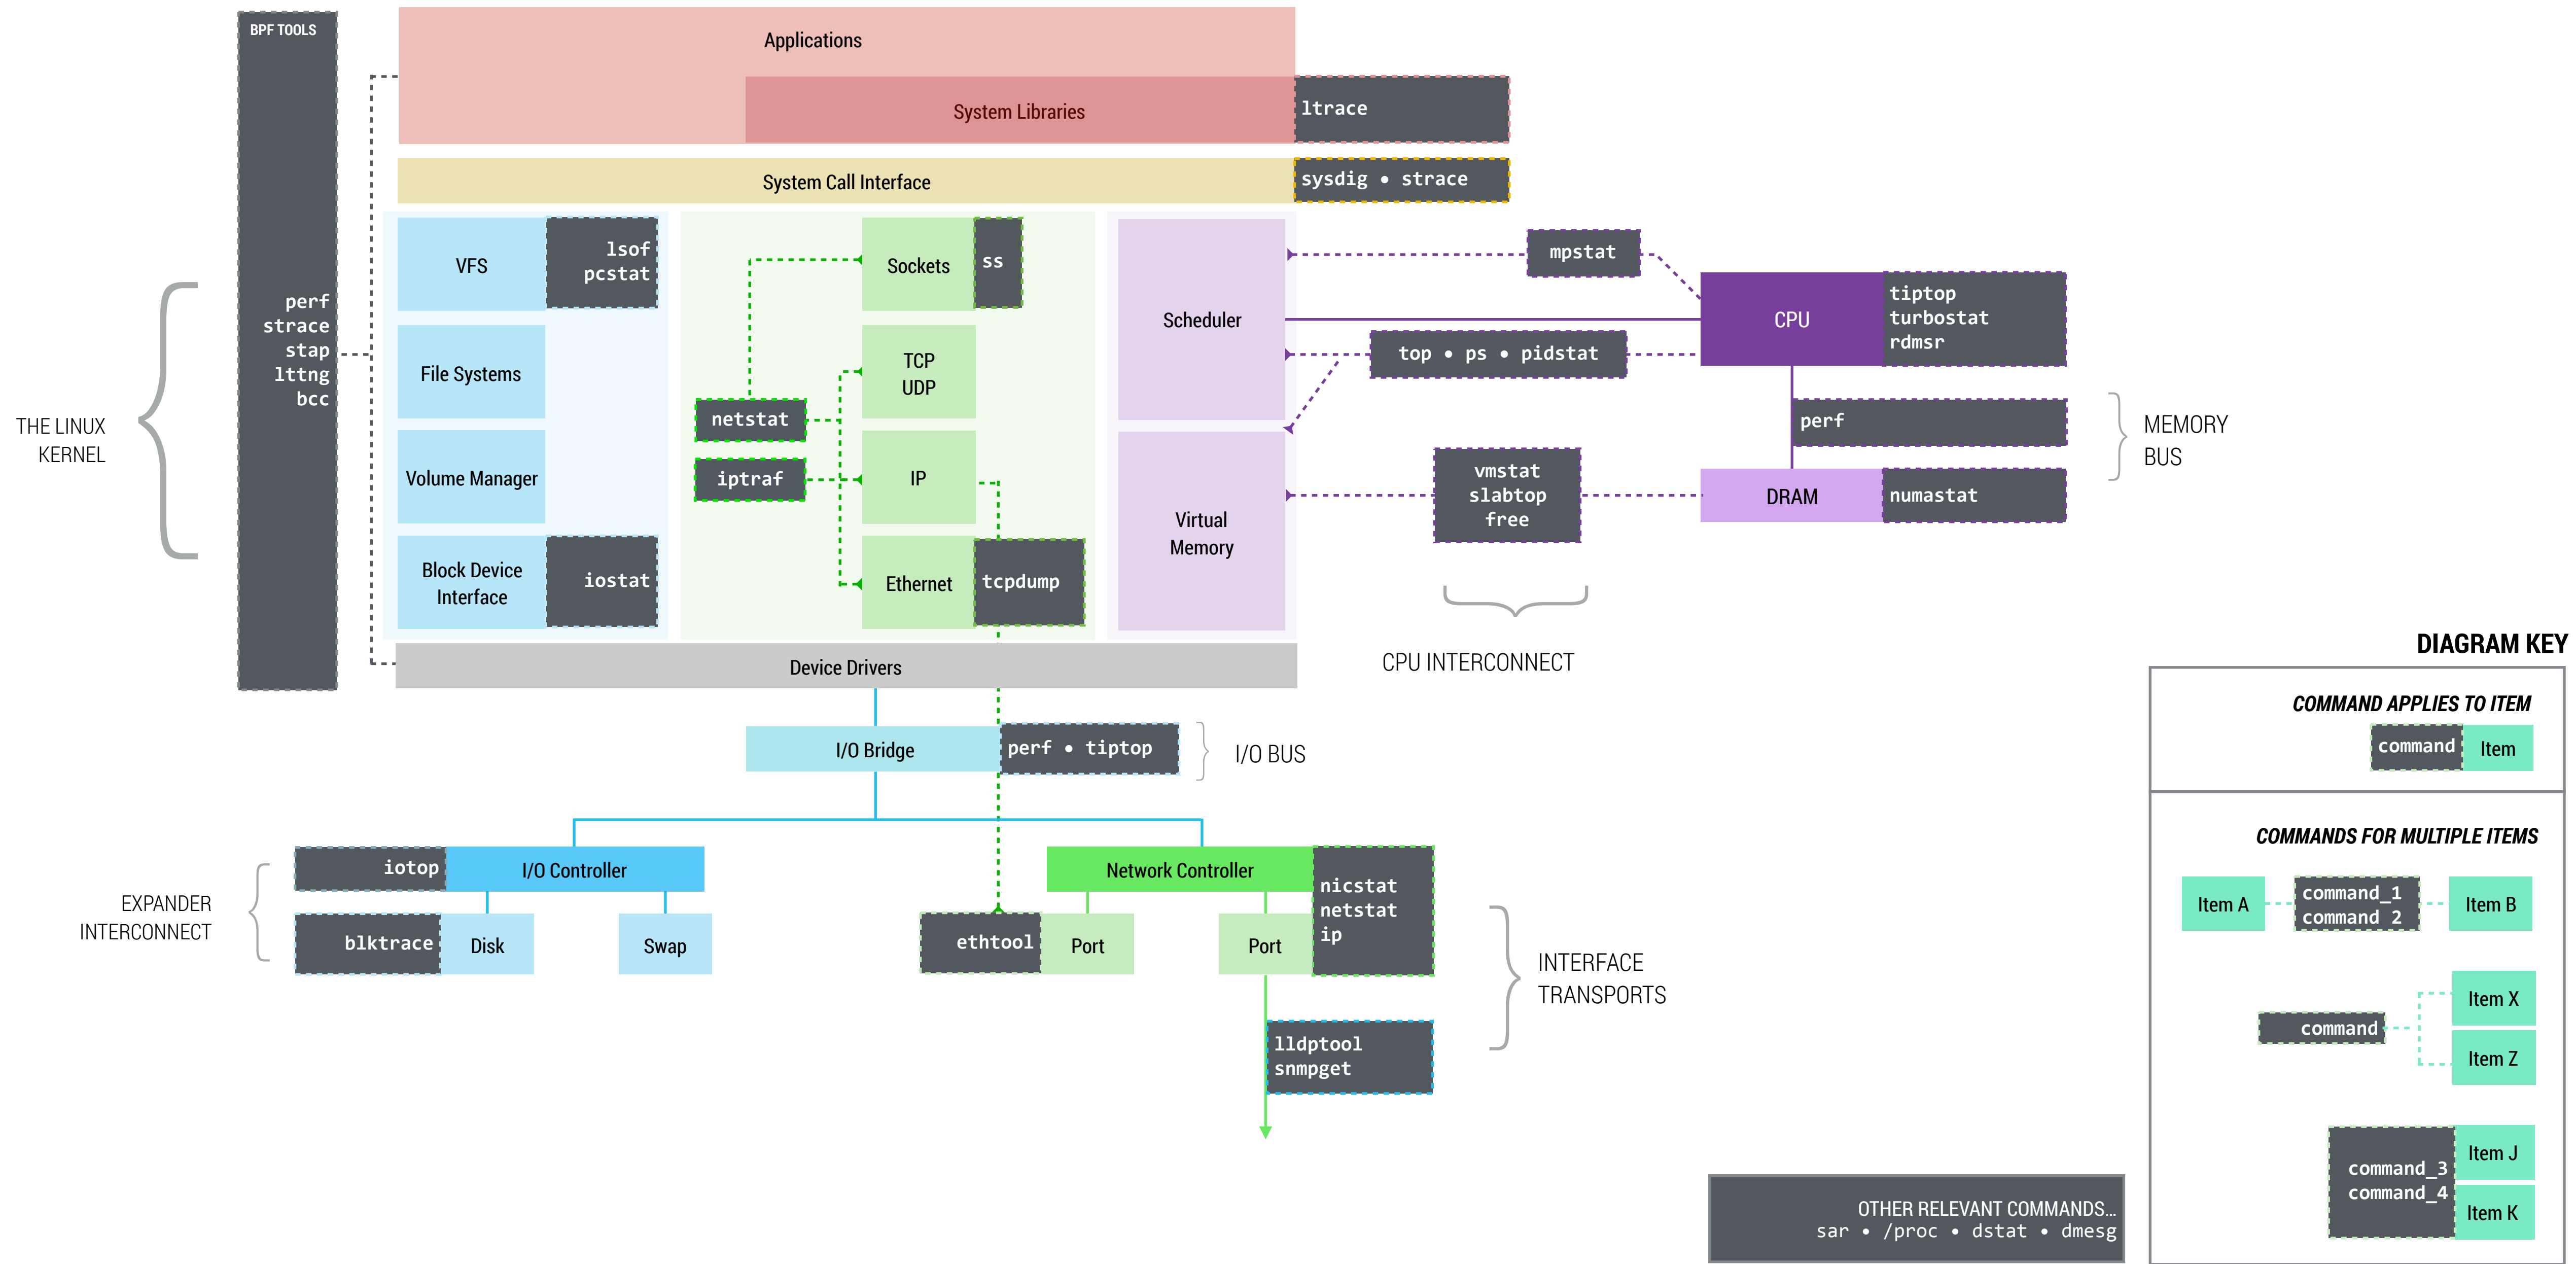 BPF TOOLS
perf
strace
stap
lttng
bcc
THE LINUX
KERNEL
Applications
System Libraries
ltrace
System Call Interface
sysdig • strace
VFS
lsof
pcstat
File Systems
Volume Manager
Block Device
Interface
iostat
Sockets
ss
TCP
UDP
netstat
iptraf
IP
Ethernet
tcpdump
Scheduler
Virtual
Memory
mpstat
top • ps • pidstat
CPU
tiptop
turbostat
rdmsr
perf
MEMORY
BUS
vmstat
slabtop
free
DRAM
numastat
CPU INTERCONNECT
Device Drivers
I/O Bridge
perf • tiptop
I/O BUS
EXPANDER
INTERCONNECT
iotop
I/O Controller
blktrace
Disk
Swap
Network Controller
ethtool
Port
Port
nicstat
netstat
ip
lldptool
snmpget
INTERFACE
TRANSPORTS
DIAGRAM KEY
COMMAND APPLIES TO ITEM
command
Item
COMMANDS FOR MULTIPLE ITEMS
Item A
command_1
command 2
Item B
command
Item X
Item Z
command_3
command_4
Item J
Item K
OTHER RELEVANT COMMANDS…
sar • /proc • dstat • dmesg